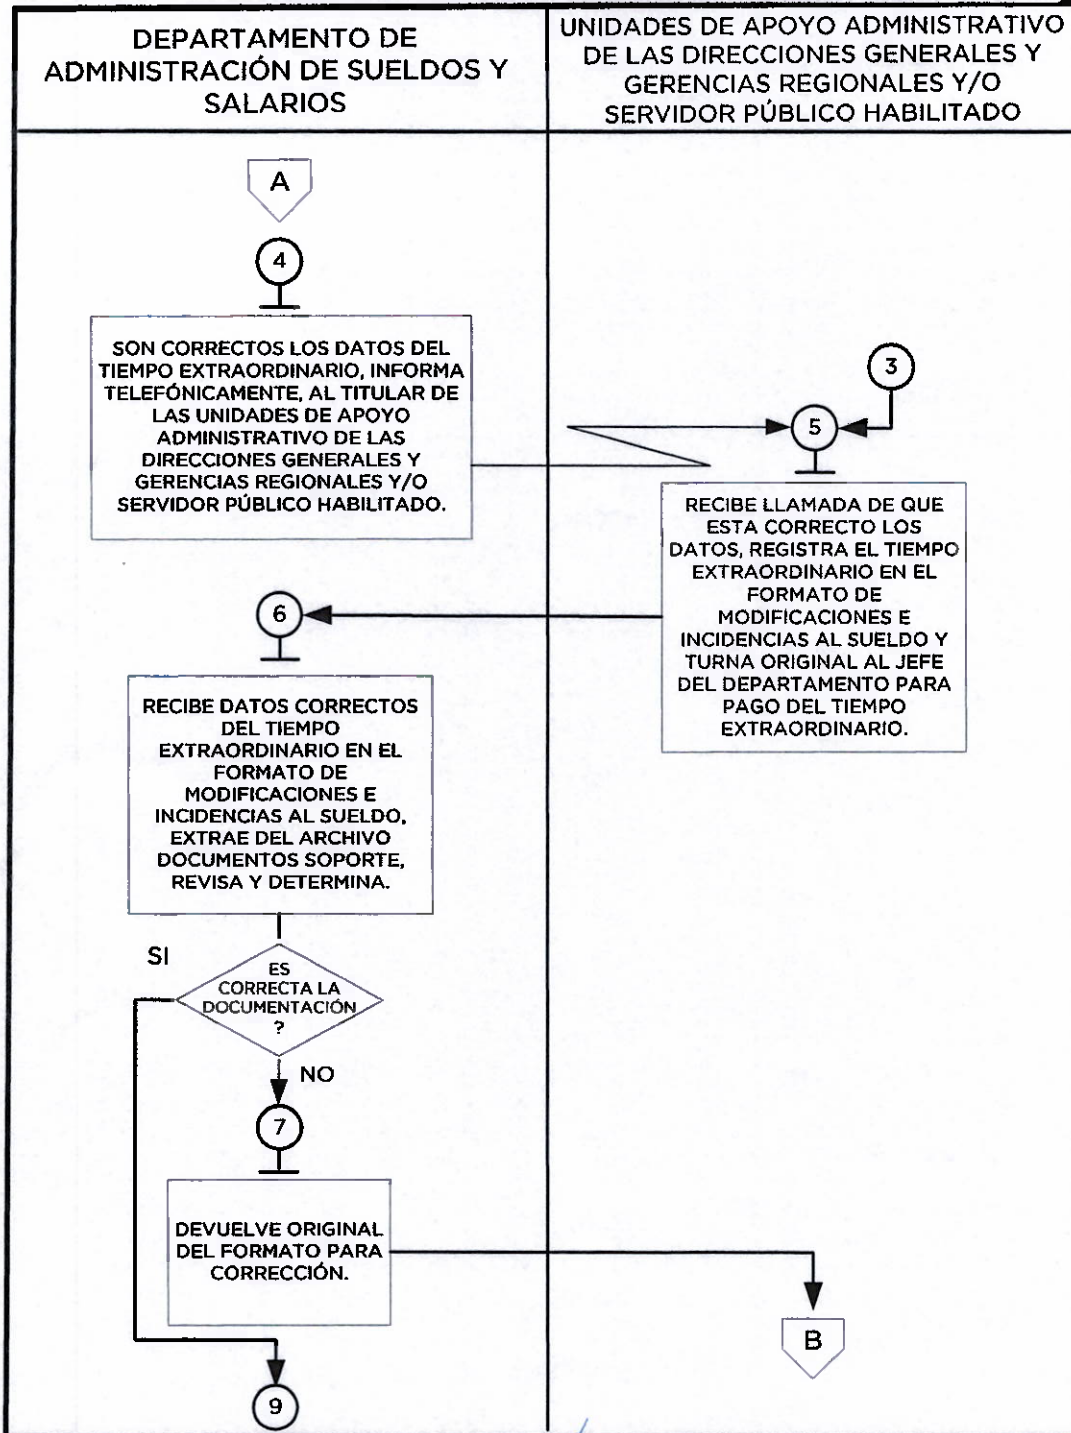 DEPARTAMENTO DE
ADMINISTRACIÓN DE SUELDOS Y
SALARIOS
UNIDADES DE APOYO ADMINISTRATIVO
DE LAS DIRECCIONES GENERALES Y
GERENCIAS REGIONALES Y/O
SERVIDOR PÚBLICO HABILITADO
A
4
SON CORRECTOS LOS DATOS DEL
TIEMPO EXTRAORDINARIO, INFORMA
TELEFÓNICAMENTE, AL TITULAR DE
LAS UNIDADES DE APOYO
ADMINISTRATIVO DE LAS
DIRECCIONES GENERALES Y
GERENCIAS REGIONALES Y/O
SERVIDOR PÚBLICO HABILITADO.
3
5
RECIBE LLAMADA DE QUE
ESTA CORRECTO LOS
DATOS, REGISTRA EL TIEMPO
EXTRAORDINARIO EN EL
FORMATO DE
MODIFICACIONES E
INCIDENCIAS AL SUELDO Y
TURNA ORIGINAL AL JEFE
DEL DEPARTAMENTO PARA
PAGO DEL TIEMPO
EXTRAORDINARIO.
6
RECIBE DATOS CORRECTOS
DEL TIEMPO
EXTRAORDINARIO EN EL
FORMATO DE
MODIFICACIONES E
INCIDENCIAS AL SUELDO,
EXTRAE DEL ARCHIVO
DOCUMENTOS SOPORTE,
REVISA Y DETERMINA.
SI
ES
CORRECTA LA
DOCUMENTACIÓN
?
NO
7
DEVUELVE ORIGINAL
DEL FORMATO PARA
CORRECCIÓN.
B
9